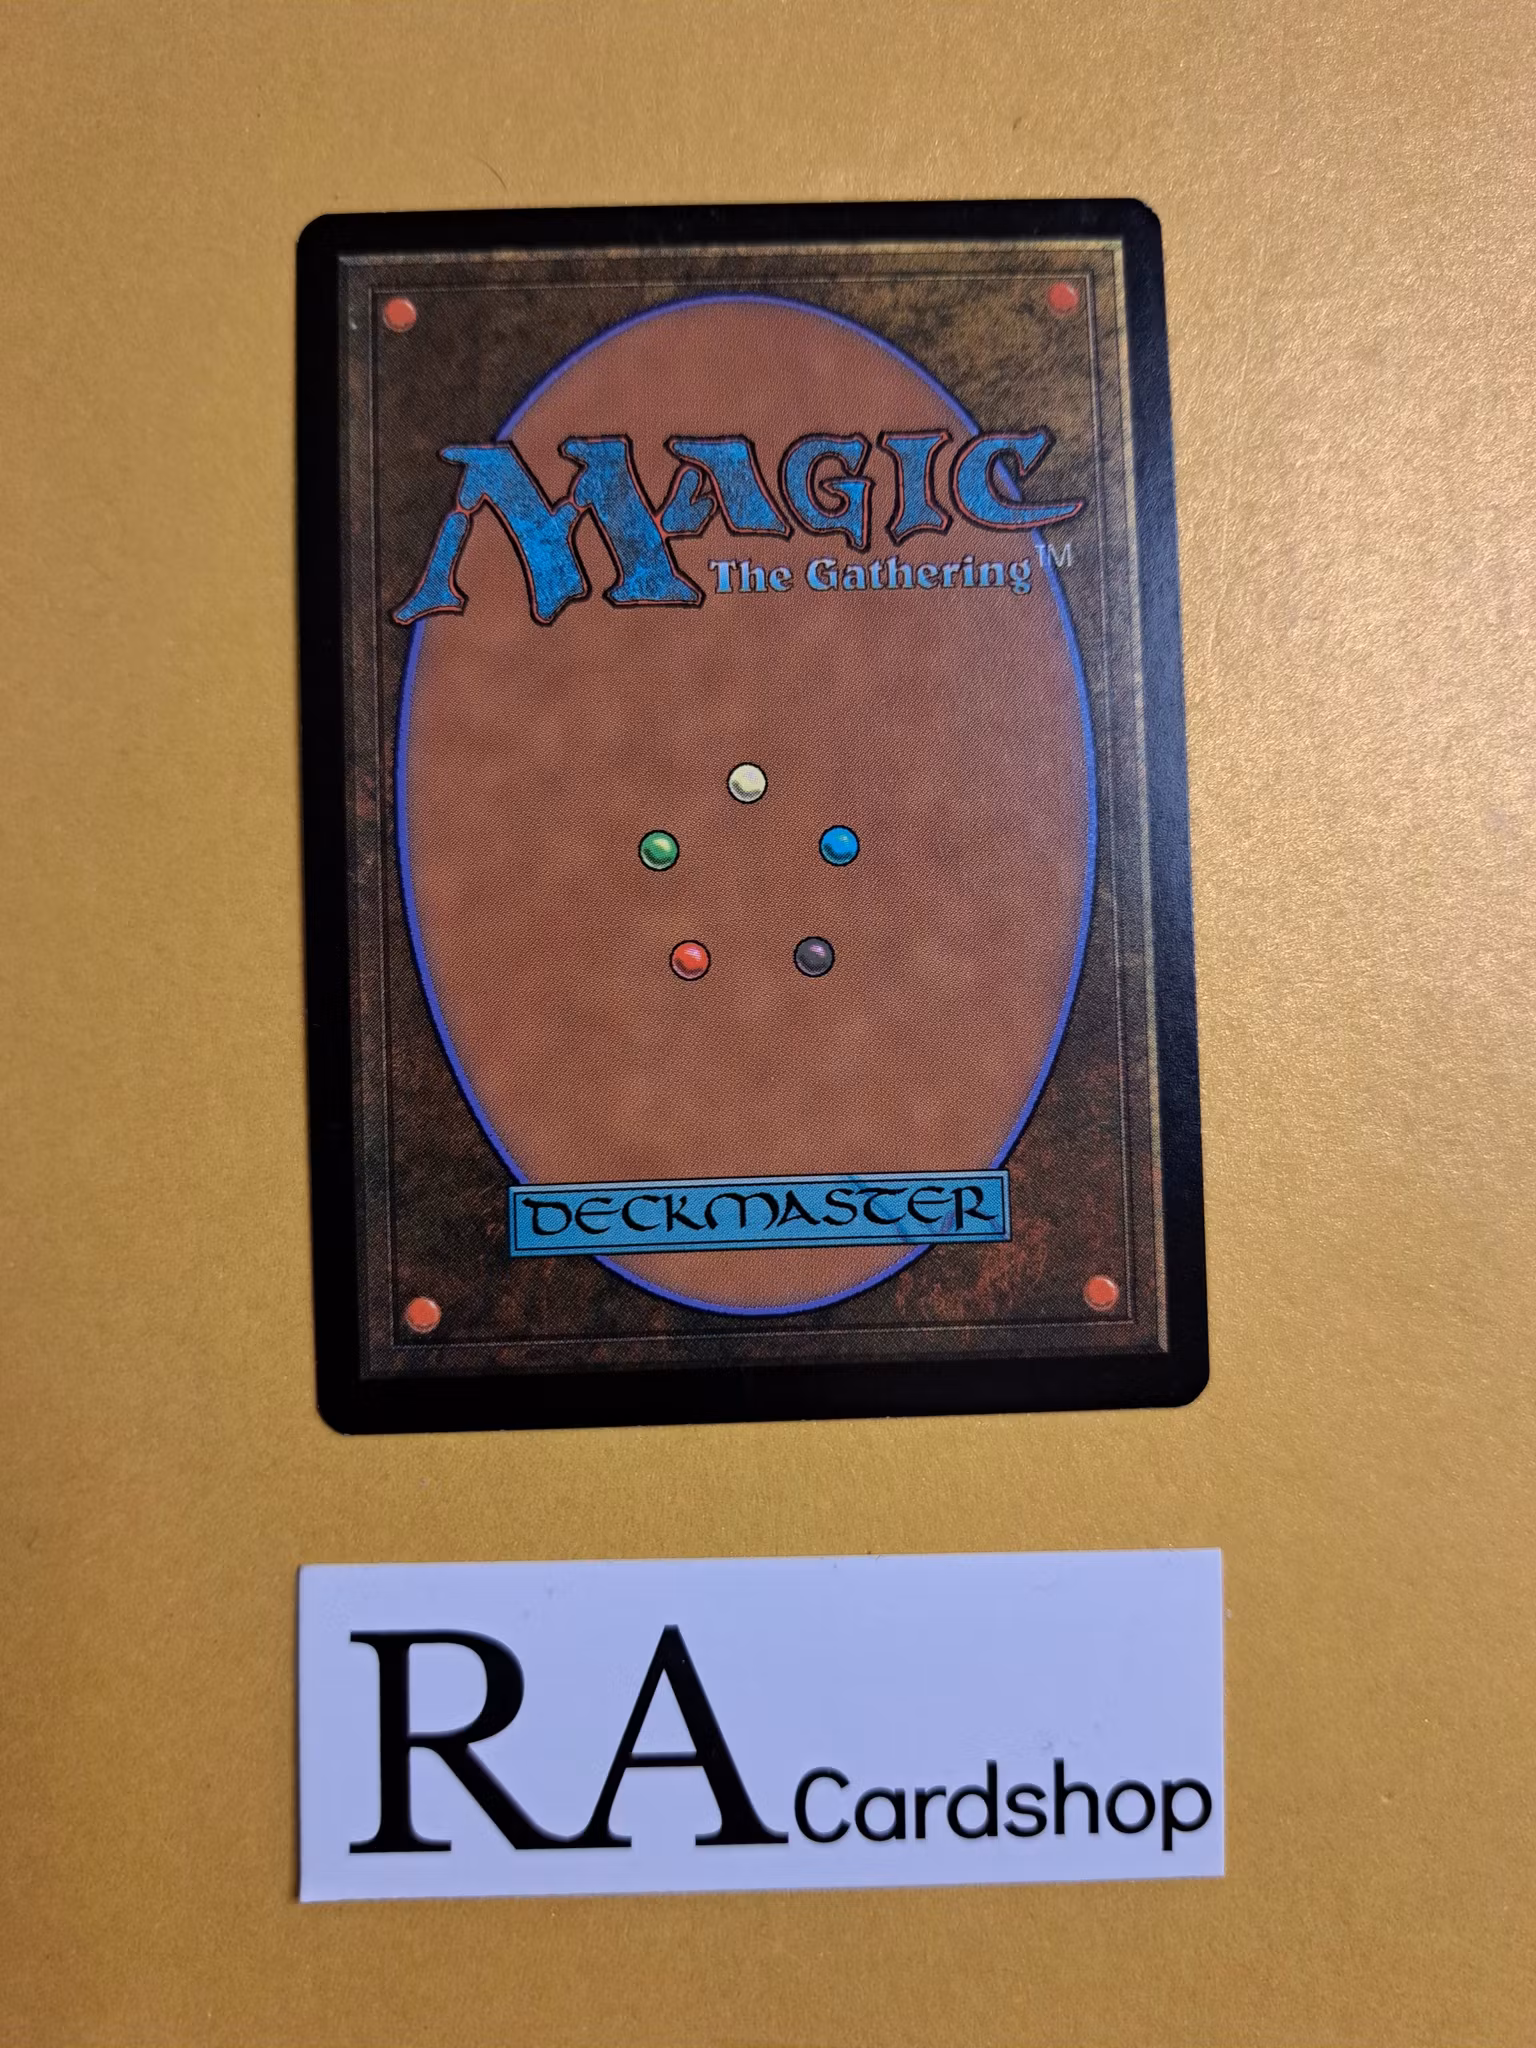 MAGIC
The Gathering™
DECKMASTER
RA Cardshop